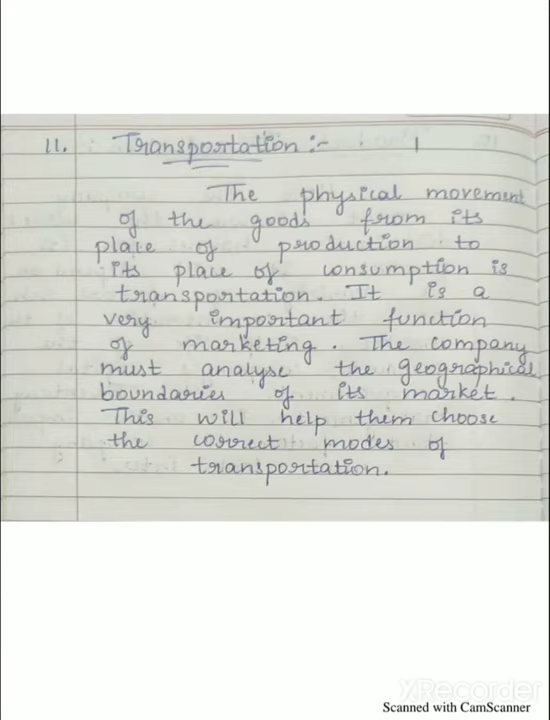 11. Transportation :-
The physical movement
of the goods from its
place of production to
its place of consumption is
transportation. It is a
very important function
of marketing. The company
must analyse the geographical
boundaries of its market.
This will help them choose
the correct modes of
transportation.
XRecorder
Scanned with CamScanner